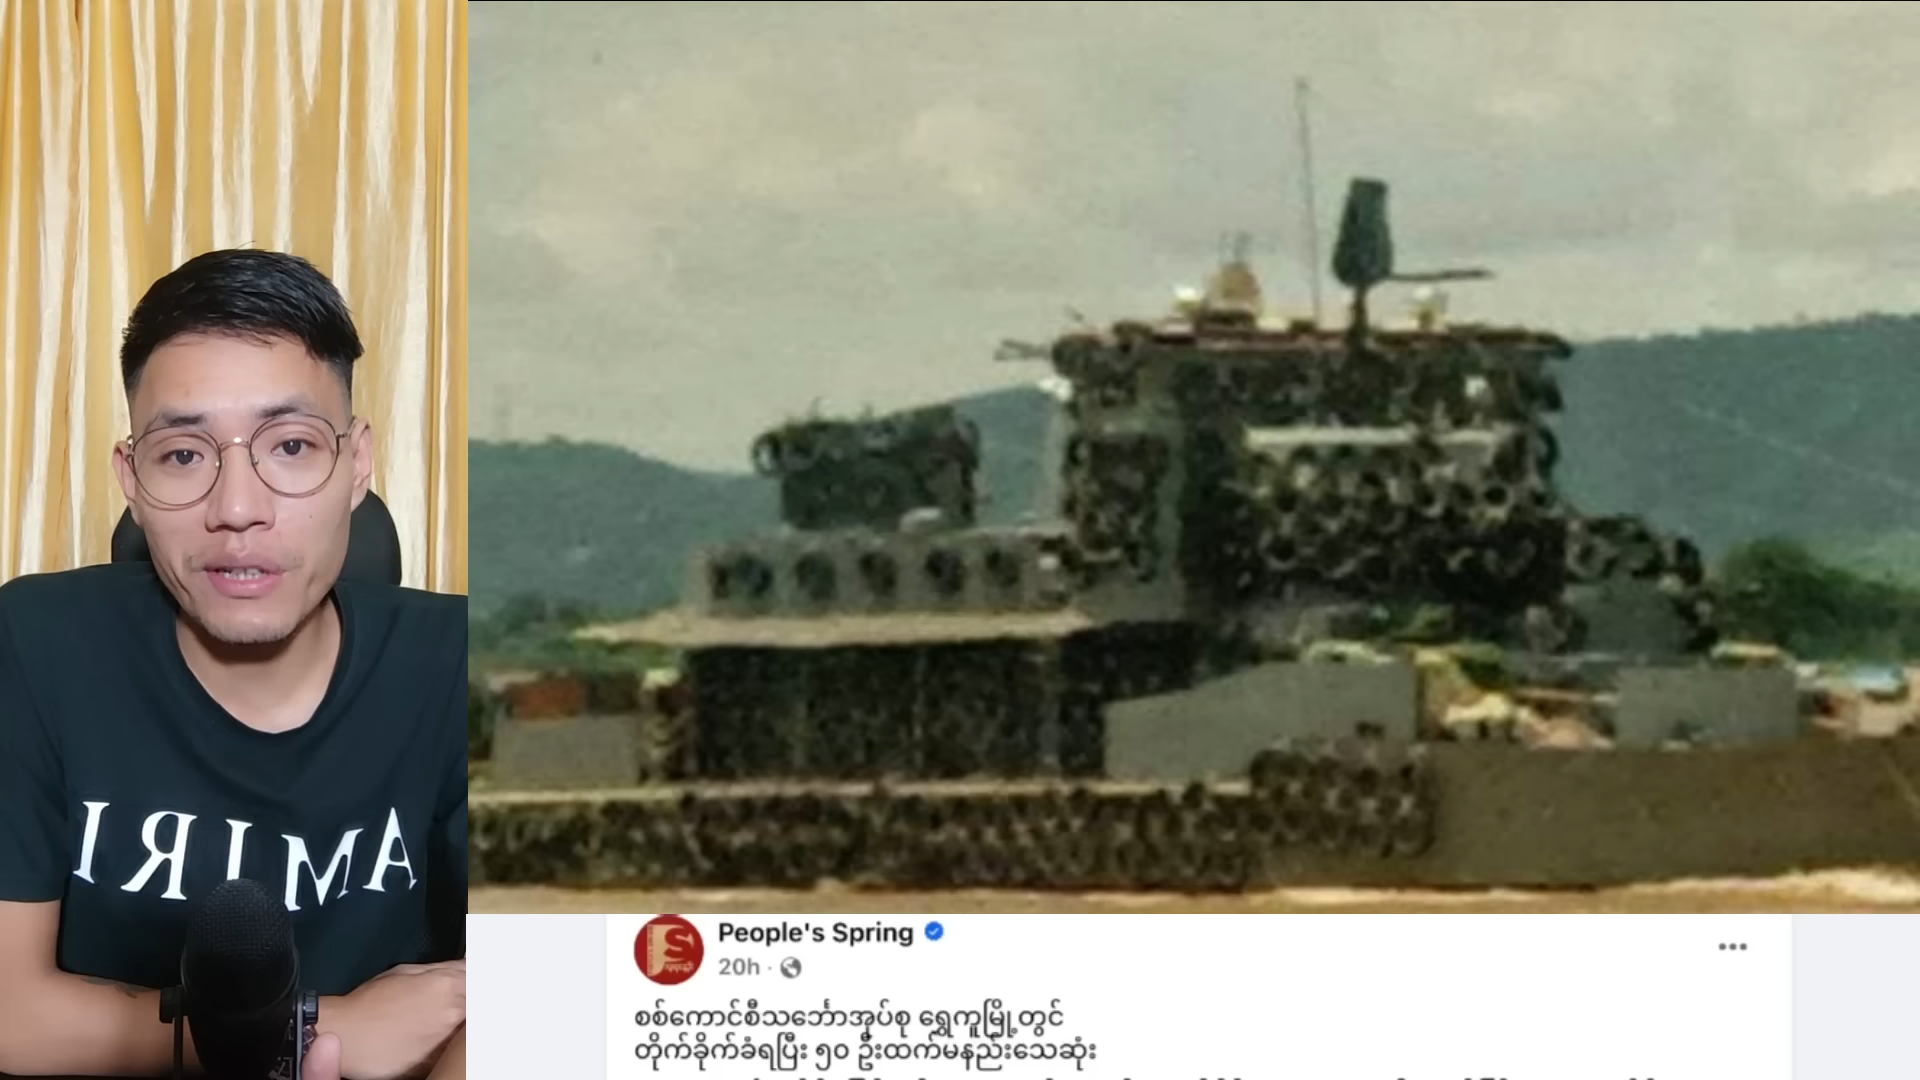 AMIRI
People's Spring
20h ·
စစ်ကောင်စီသင်္ဘောအုပ်စု ရွှေကူမြို့တွင်
တိုက်ခိုက်ခံရပြီး ၅၀ ဦးထက်မနည်းသေဆုံး